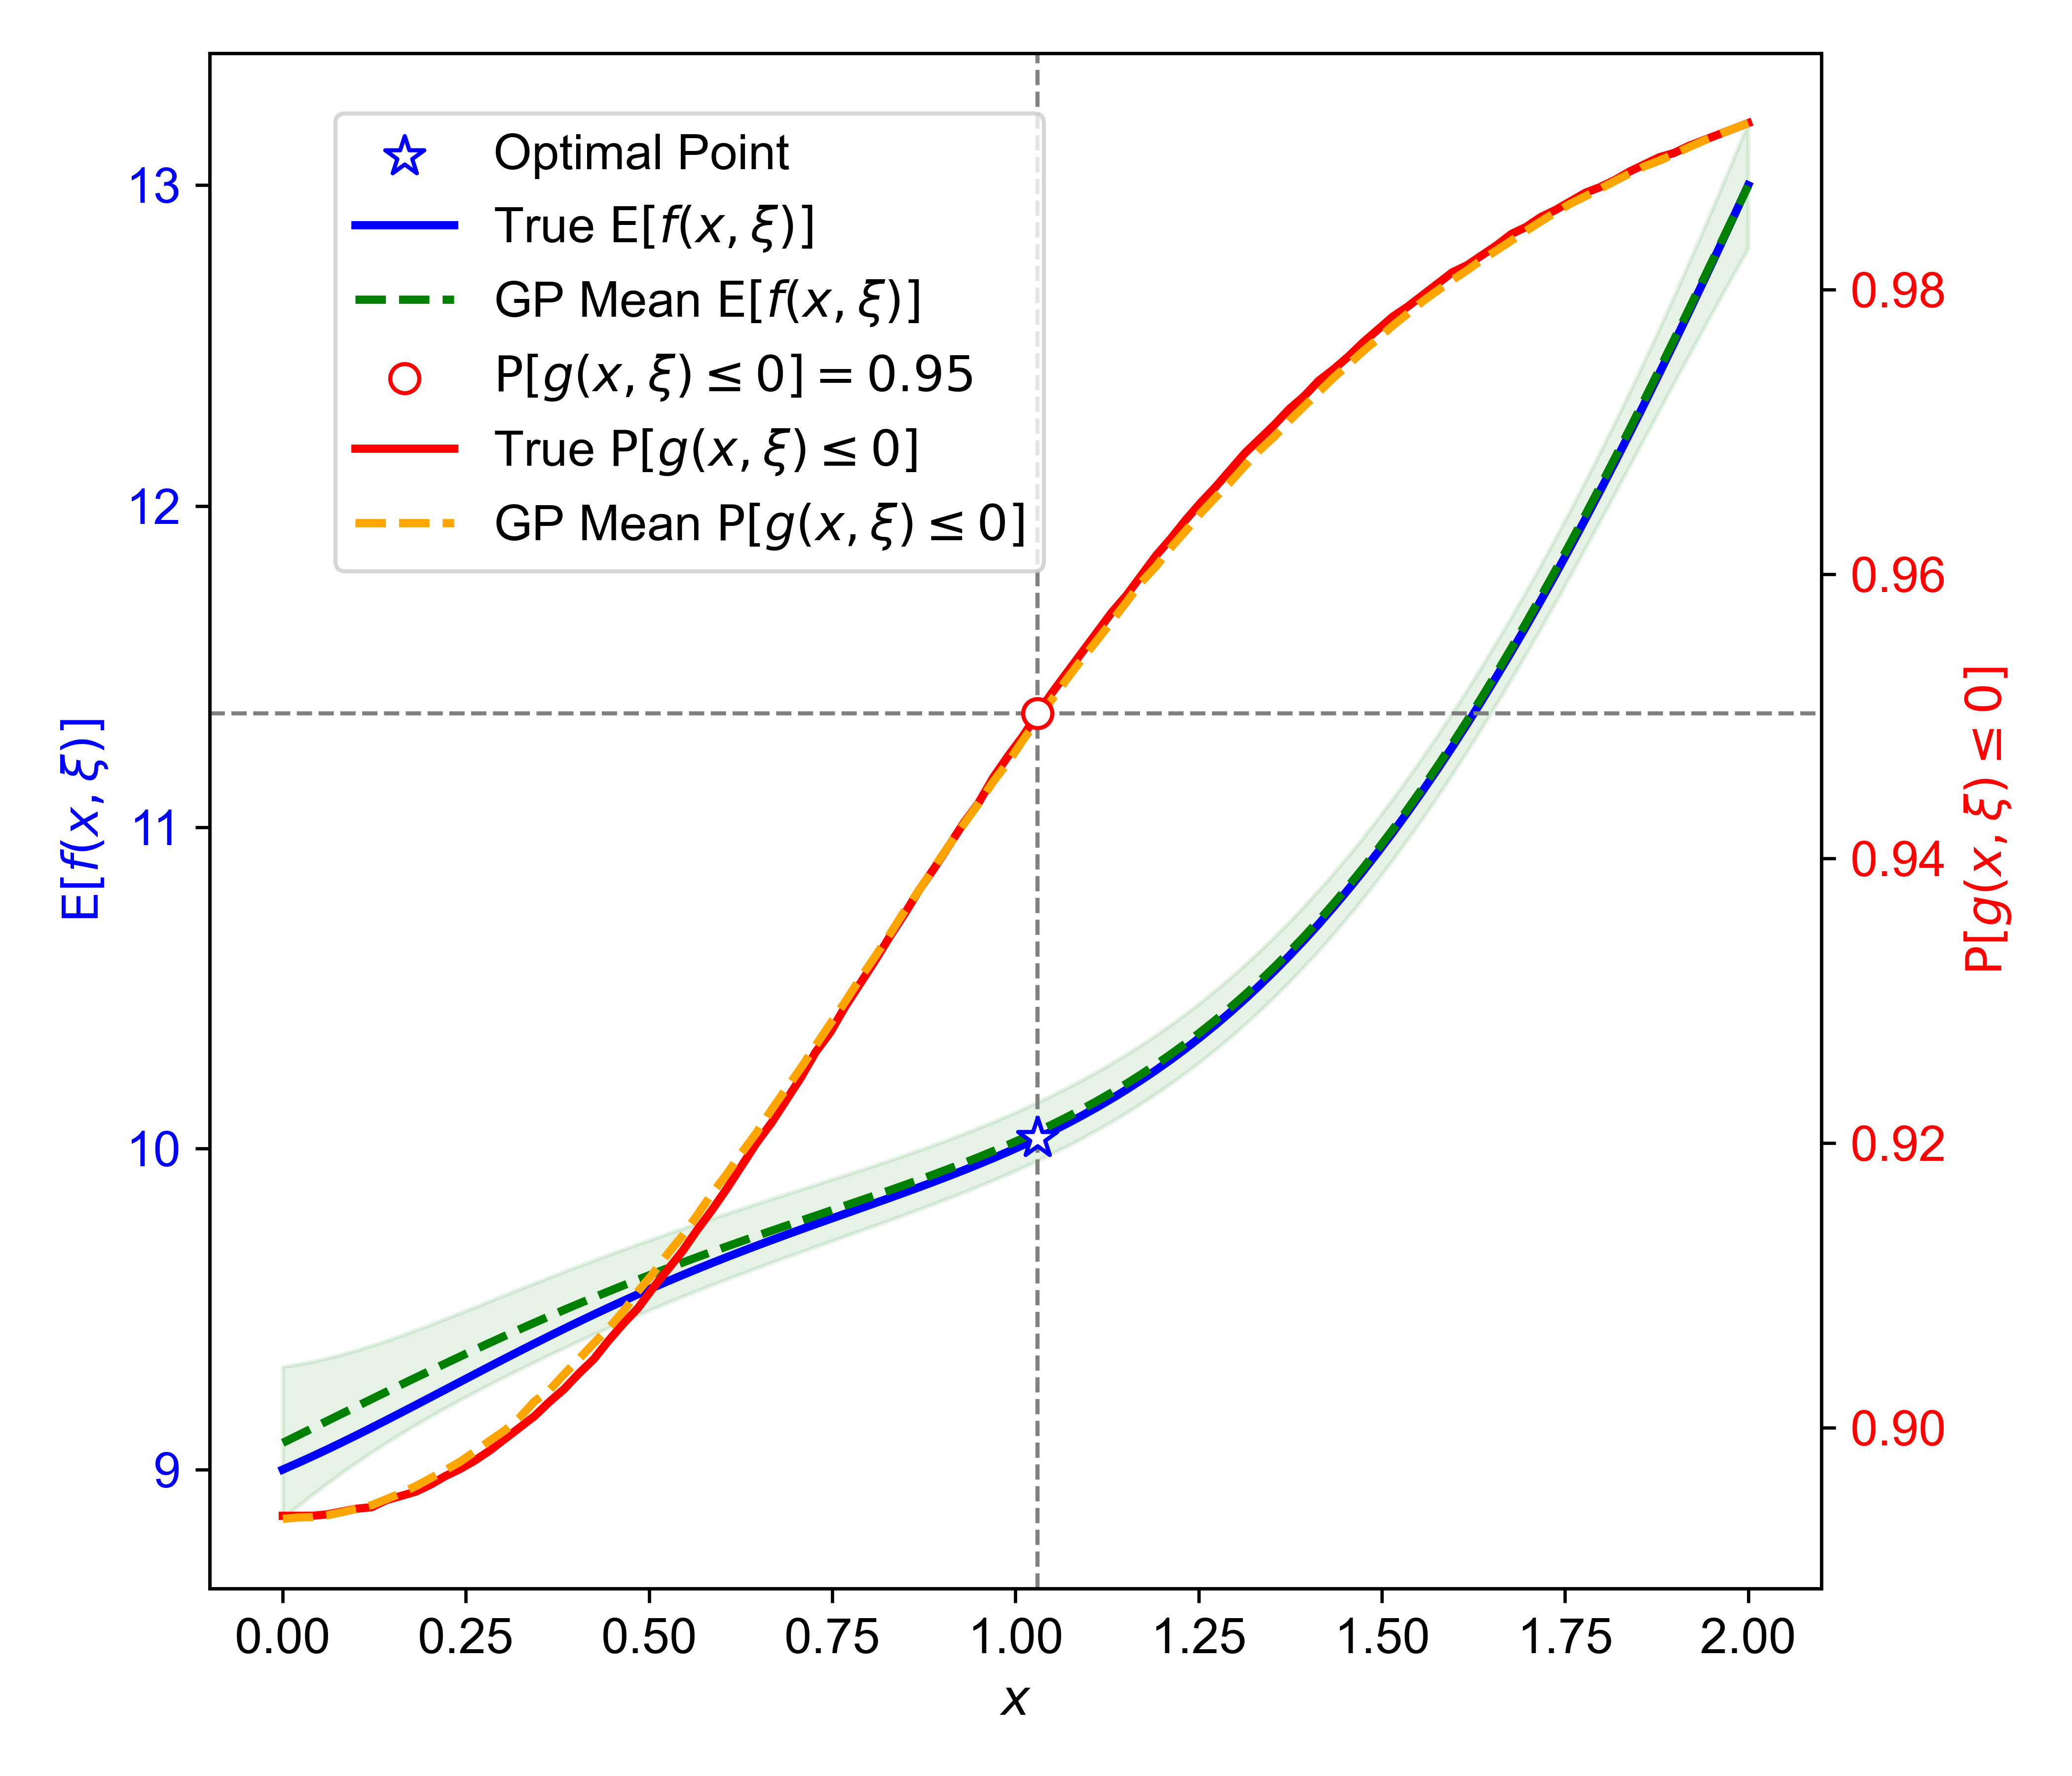 Optimal Point
True E[f(x, ξ)]
GP Mean E[f(x, ξ)]
P[g(x, ξ) ≤ 0] = 0.95
True P[g(x, ξ) ≤ 0]
GP Mean P[g(x, ξ) ≤ 0]
13
12
11
10
9
E[f(x, ξ)]
0.98
0.96
0.94
0.92
0.90
P[g(x, ξ) ≤ 0]
0.00 0.25 0.50 0.75 1.00 1.25 1.50 1.75 2.00
x